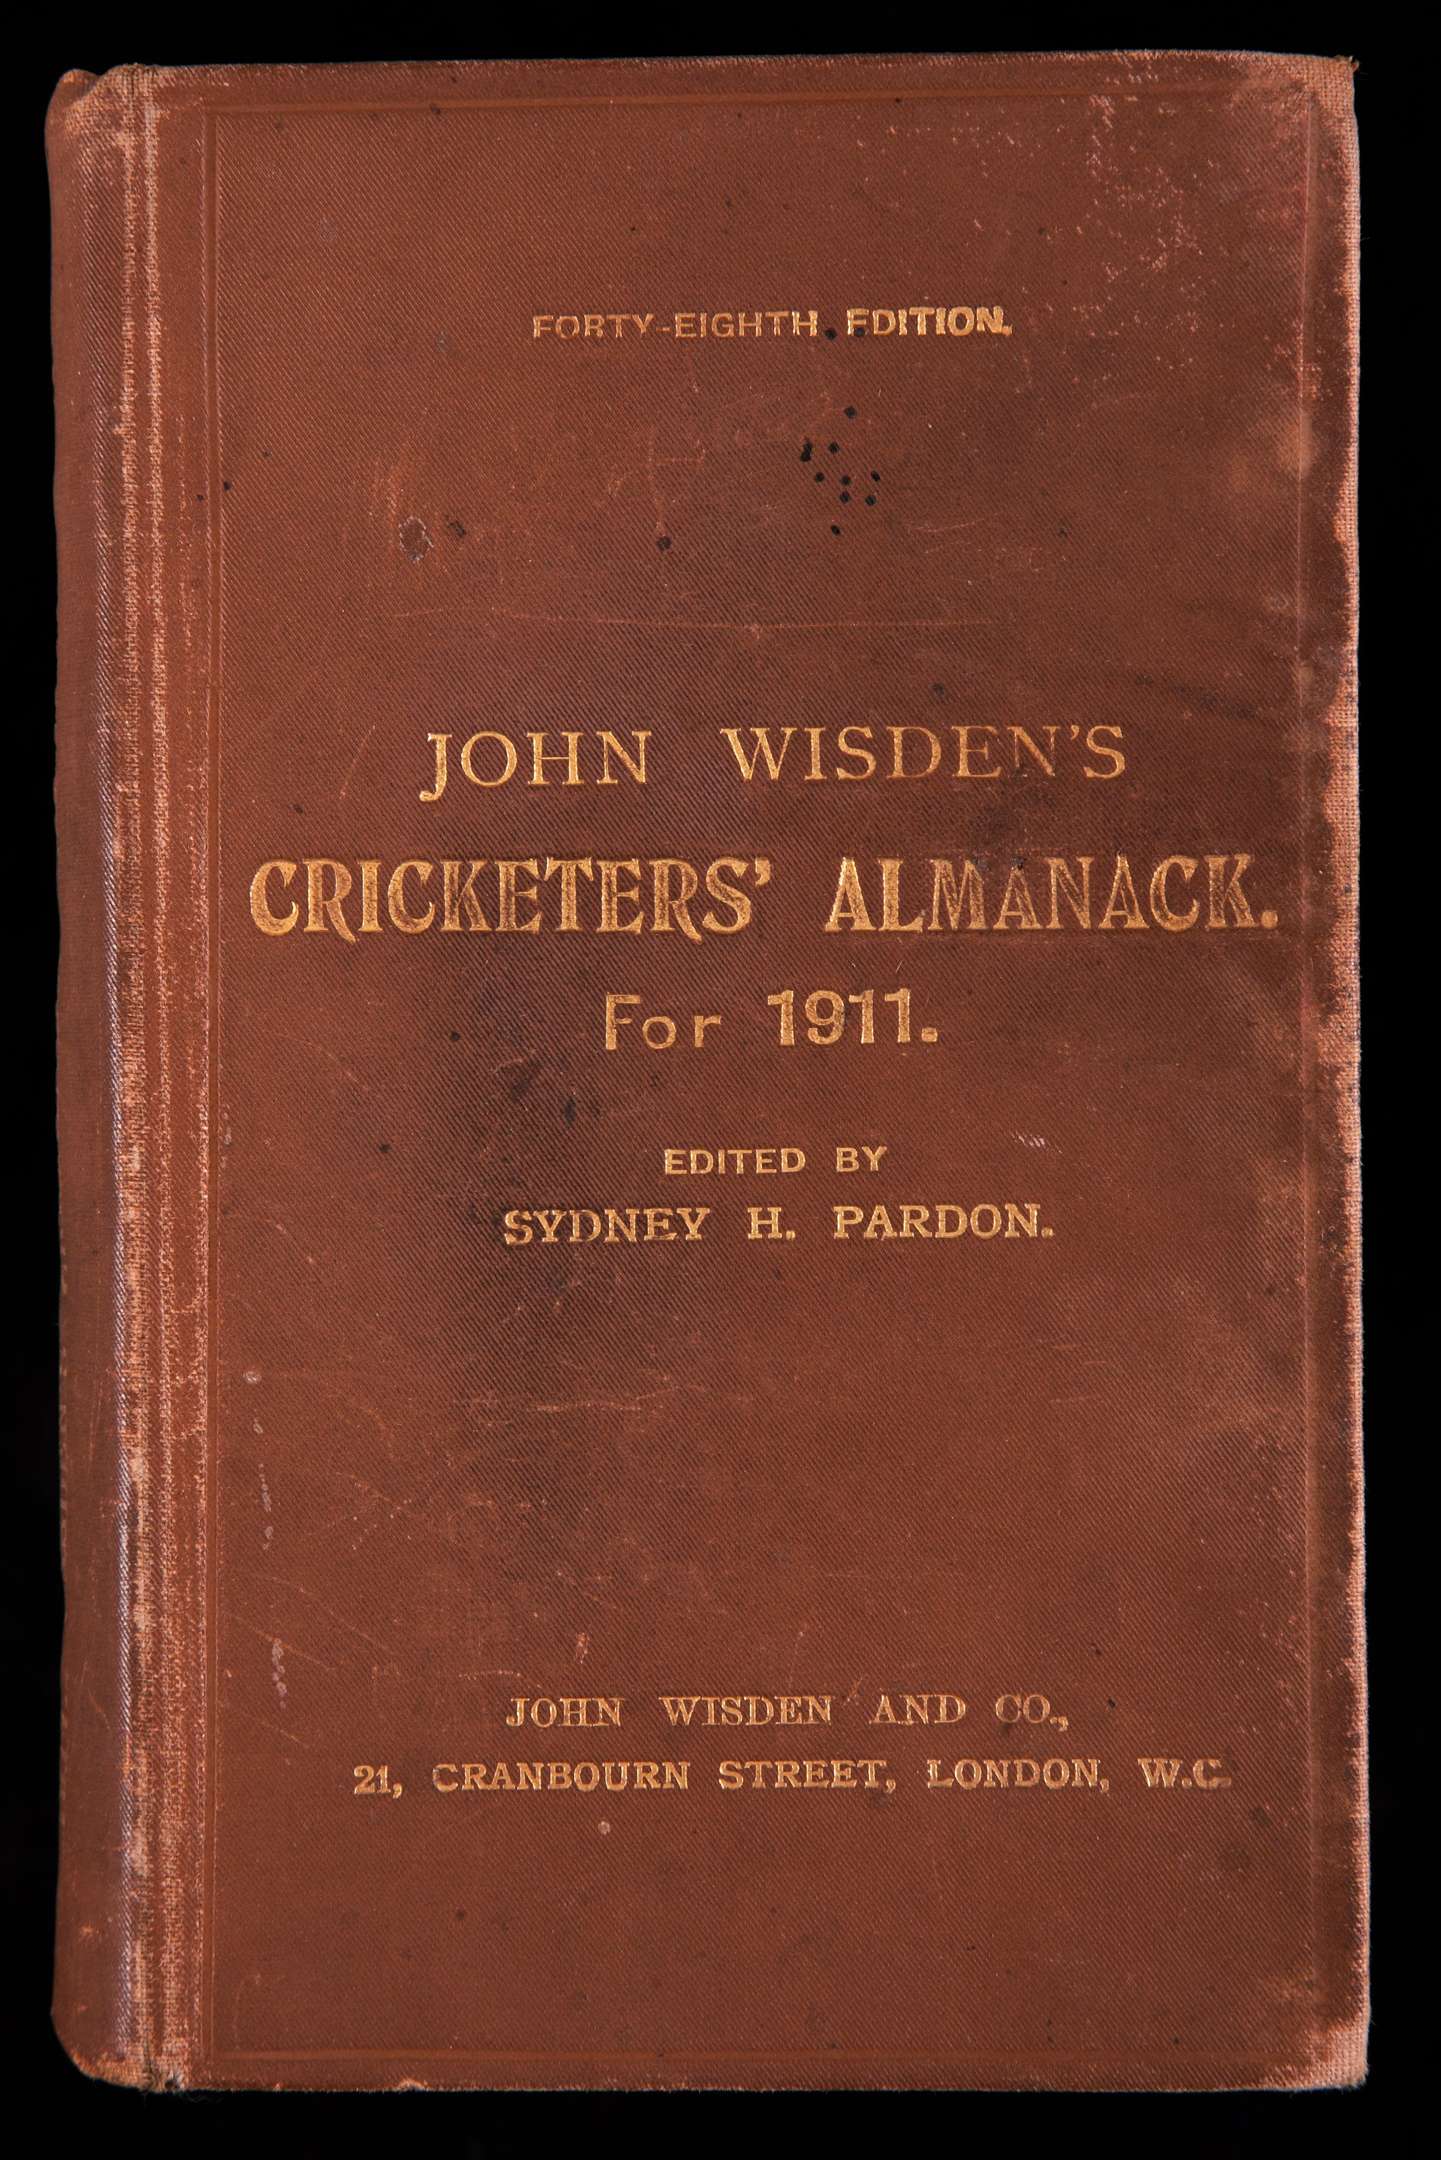 FORTY-EIGHTH EDITION.
JOHN WISDEN'S
CRICKETERS' ALMANACK.
For 1911.
EDITED BY
SYDNEY H. PARDON.
JOHN WISDEN AND CO.,
21, CRANBOURN STREET, LONDON, W.C.